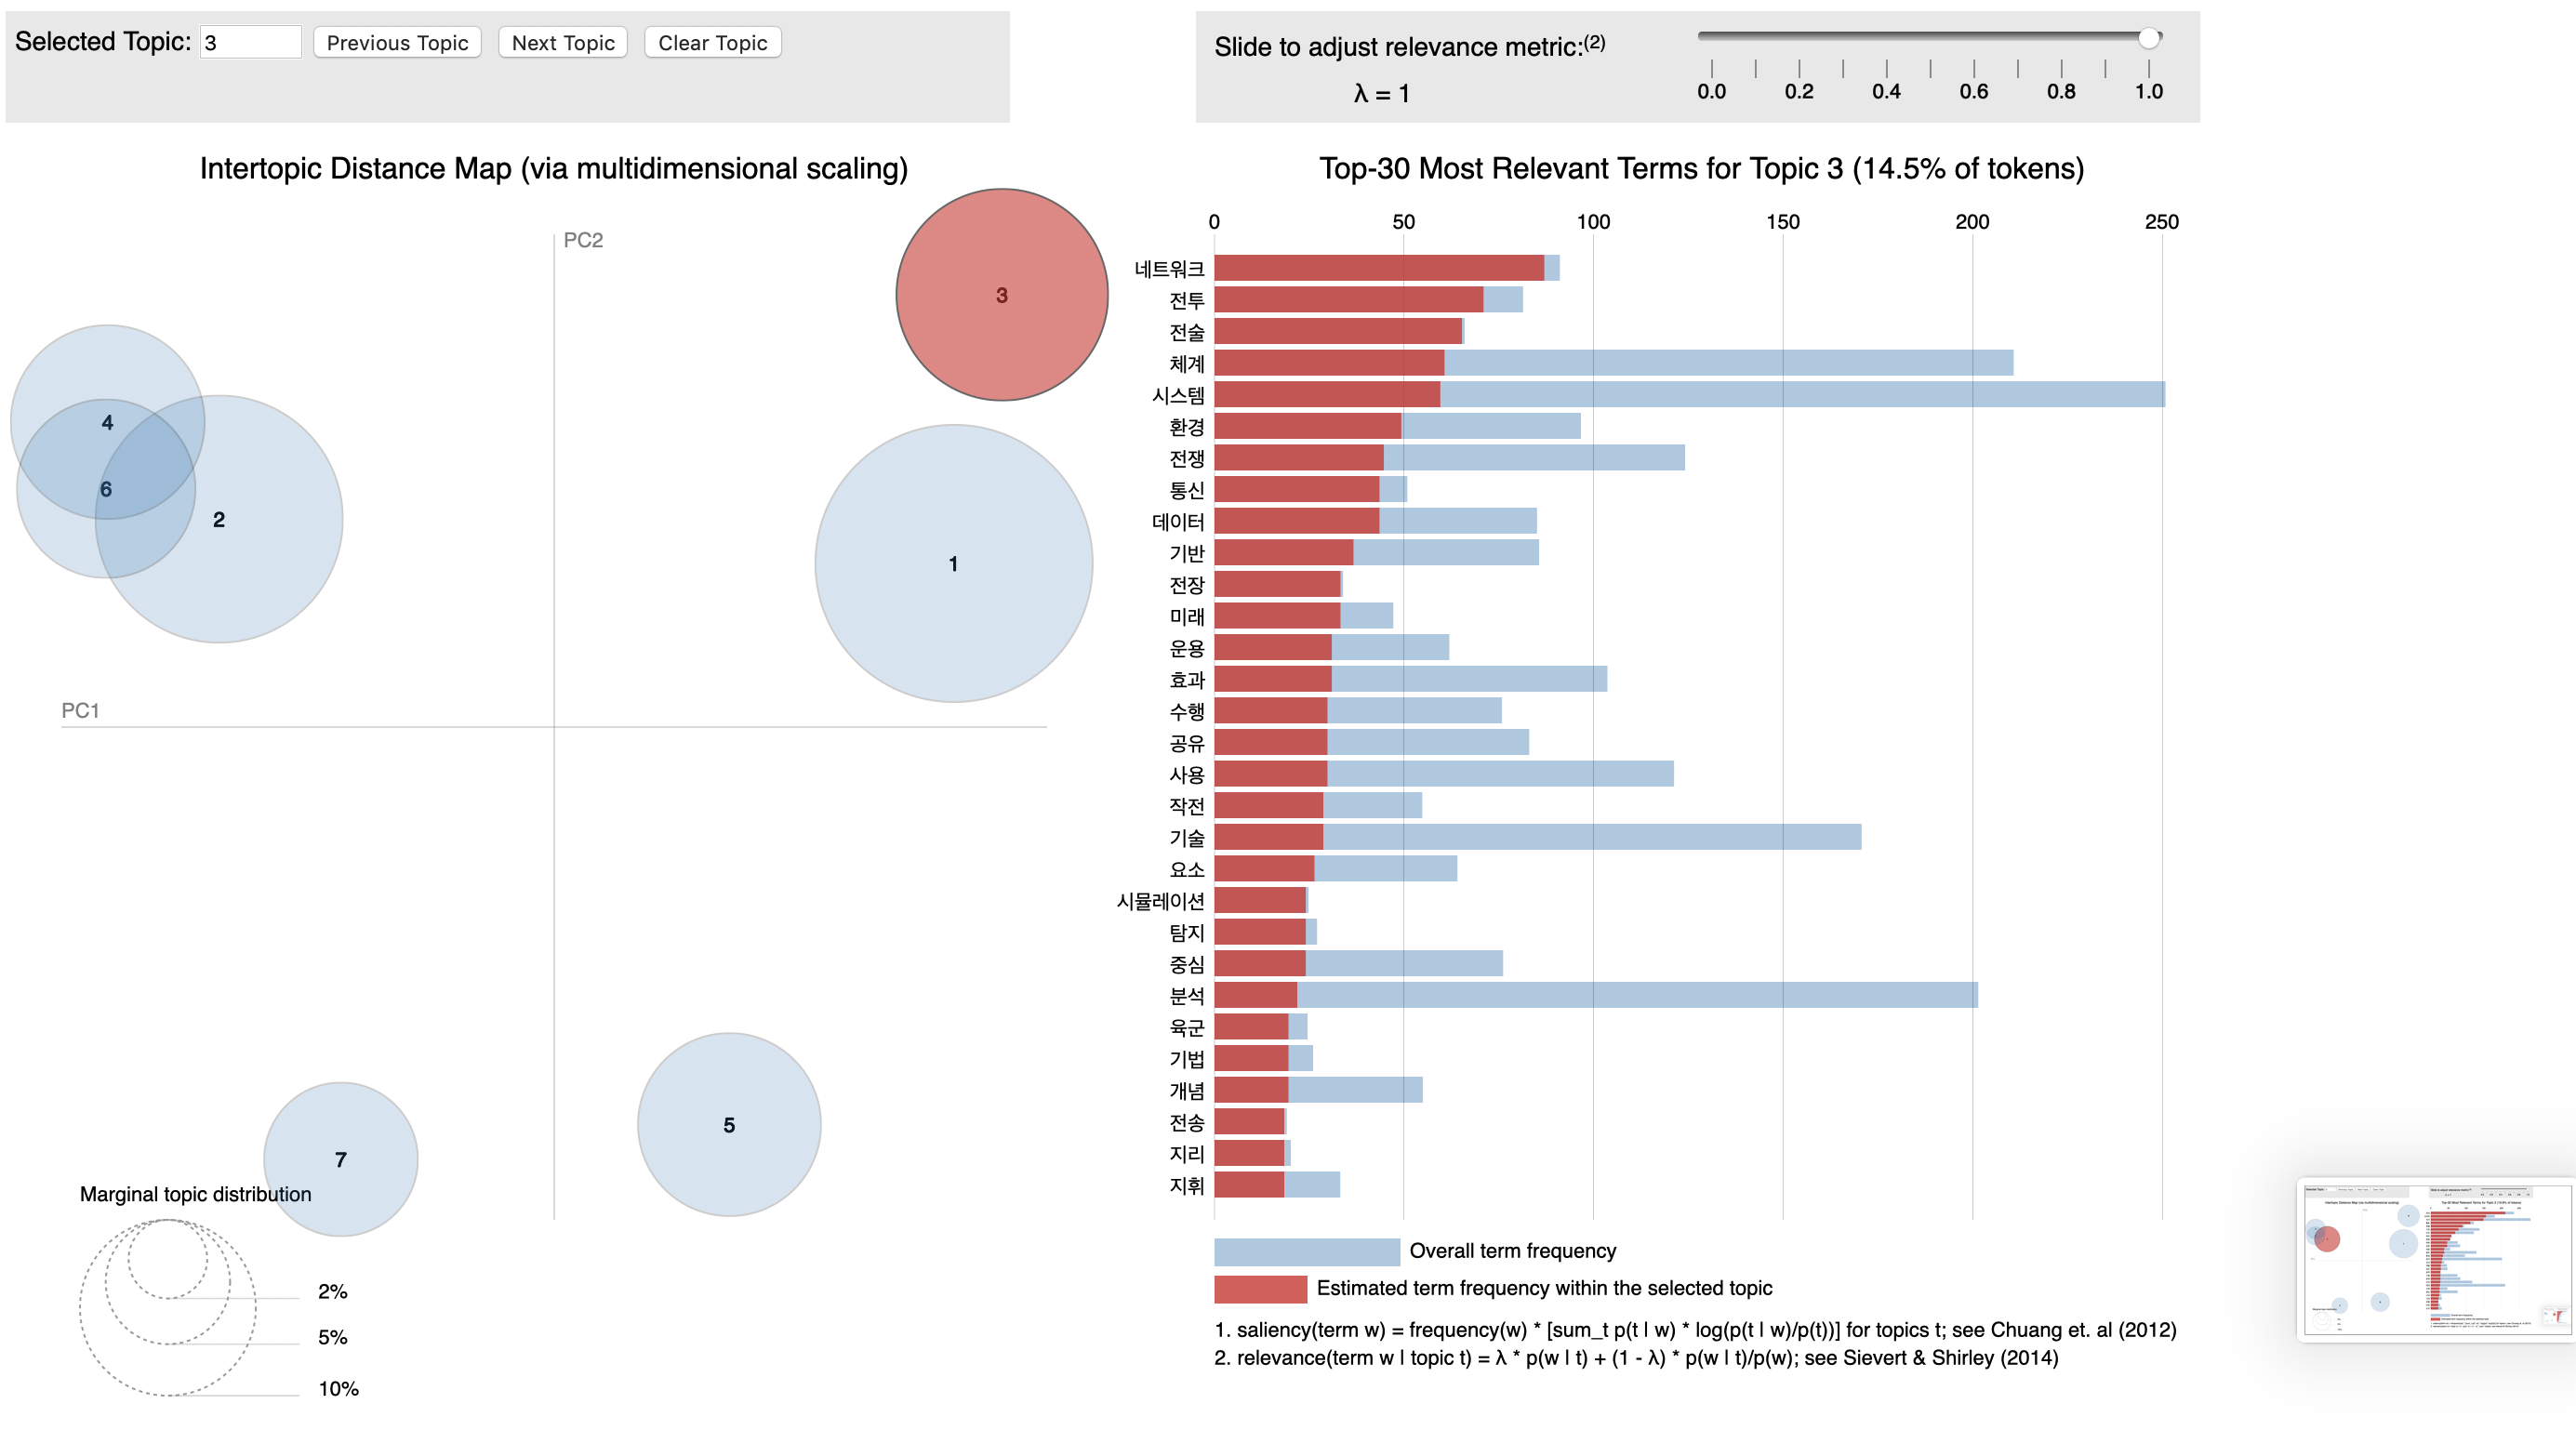 Selected Topic: 3 Previous Topic Next Topic Clear Topic
Slide to adjust relevance metric:(2)
λ = 1
0.0 0.2 0.4 0.6 0.8 1.0
Intertopic Distance Map (via multidimensional scaling)
PC2
3
4
6
2
1
PC1
5
7
Marginal topic distribution
2%
5%
10%
Top-30 Most Relevant Terms for Topic 3 (14.5% of tokens)
0 50 100 150 200 250
네트워크
전투
전술
체계
시스템
환경
전쟁
통신
데이터
기반
전장
미래
운용
효과
수행
공유
사용
작전
기술
요소
시뮬레이션
탐지
중심
분석
육군
기법
개념
전송
지리
지휘
Overall term frequency
Estimated term frequency within the selected topic
1. saliency(term w) = frequency(w) * [sum_t p(t | w) * log(p(t | w)/p(t))] for topics t; see Chuang et. al (2012)
2. relevance(term w | topic t) = λ * p(w | t) + (1 - λ) * p(w | t)/p(w); see Sievert & Shirley (2014)